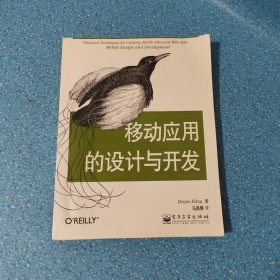 Practical Techniques for Creating Mobile Sites and Web Apps
Mobile Design and Development
移动应用
的设计与开发
Brian Fling 著
马晶慧 译
O'REILLY®
电子工业出版社